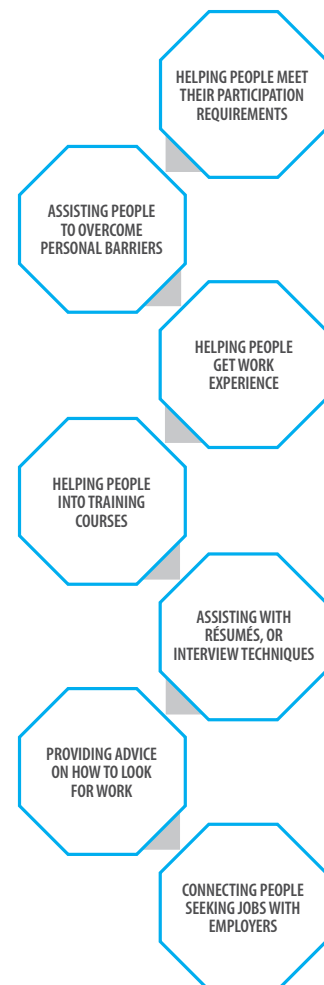 HELPING PEOPLE MEET
THEIR PARTICIPATION
REQUIREMENTS
ASSISTING PEOPLE
TO OVERCOME
PERSONAL BARRIERS
HELPING PEOPLE
GET WORK
EXPERIENCE
HELPING PEOPLE
INTO TRAINING
COURSES
ASSISTING WITH
RÉSUMÉS, OR
INTERVIEW TECHNIQUES
PROVIDING ADVICE
ON HOW TO LOOK
FOR WORK
CONNECTING PEOPLE
SEEKING JOBS WITH
EMPLOYERS